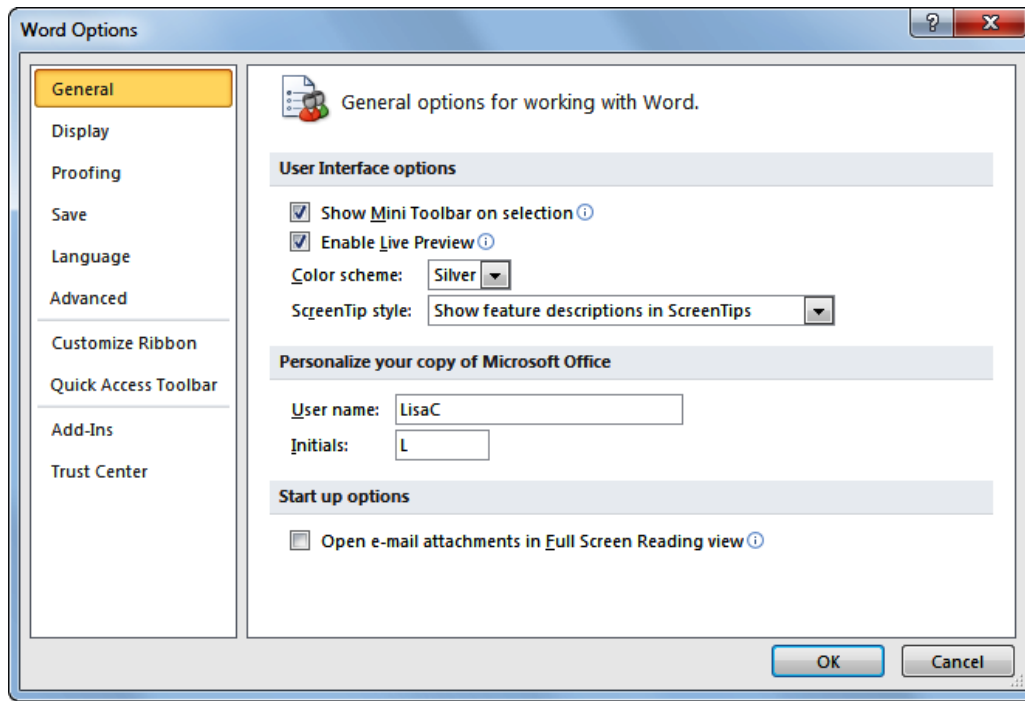 Word Options
General
Display
Proofing
Save
Language
Advanced
Customize Ribbon
Quick Access Toolbar
Add-Ins
Trust Center
General options for working with Word.
User Interface options
Show Mini Toolbar on selection
Enable Live Preview
Color scheme: Silver
ScreenTip style: Show feature descriptions in ScreenTips
Personalize your copy of Microsoft Office
User name: LisaC
Initials: L
Start up options
Open e-mail attachments in Full Screen Reading view
OK Cancel